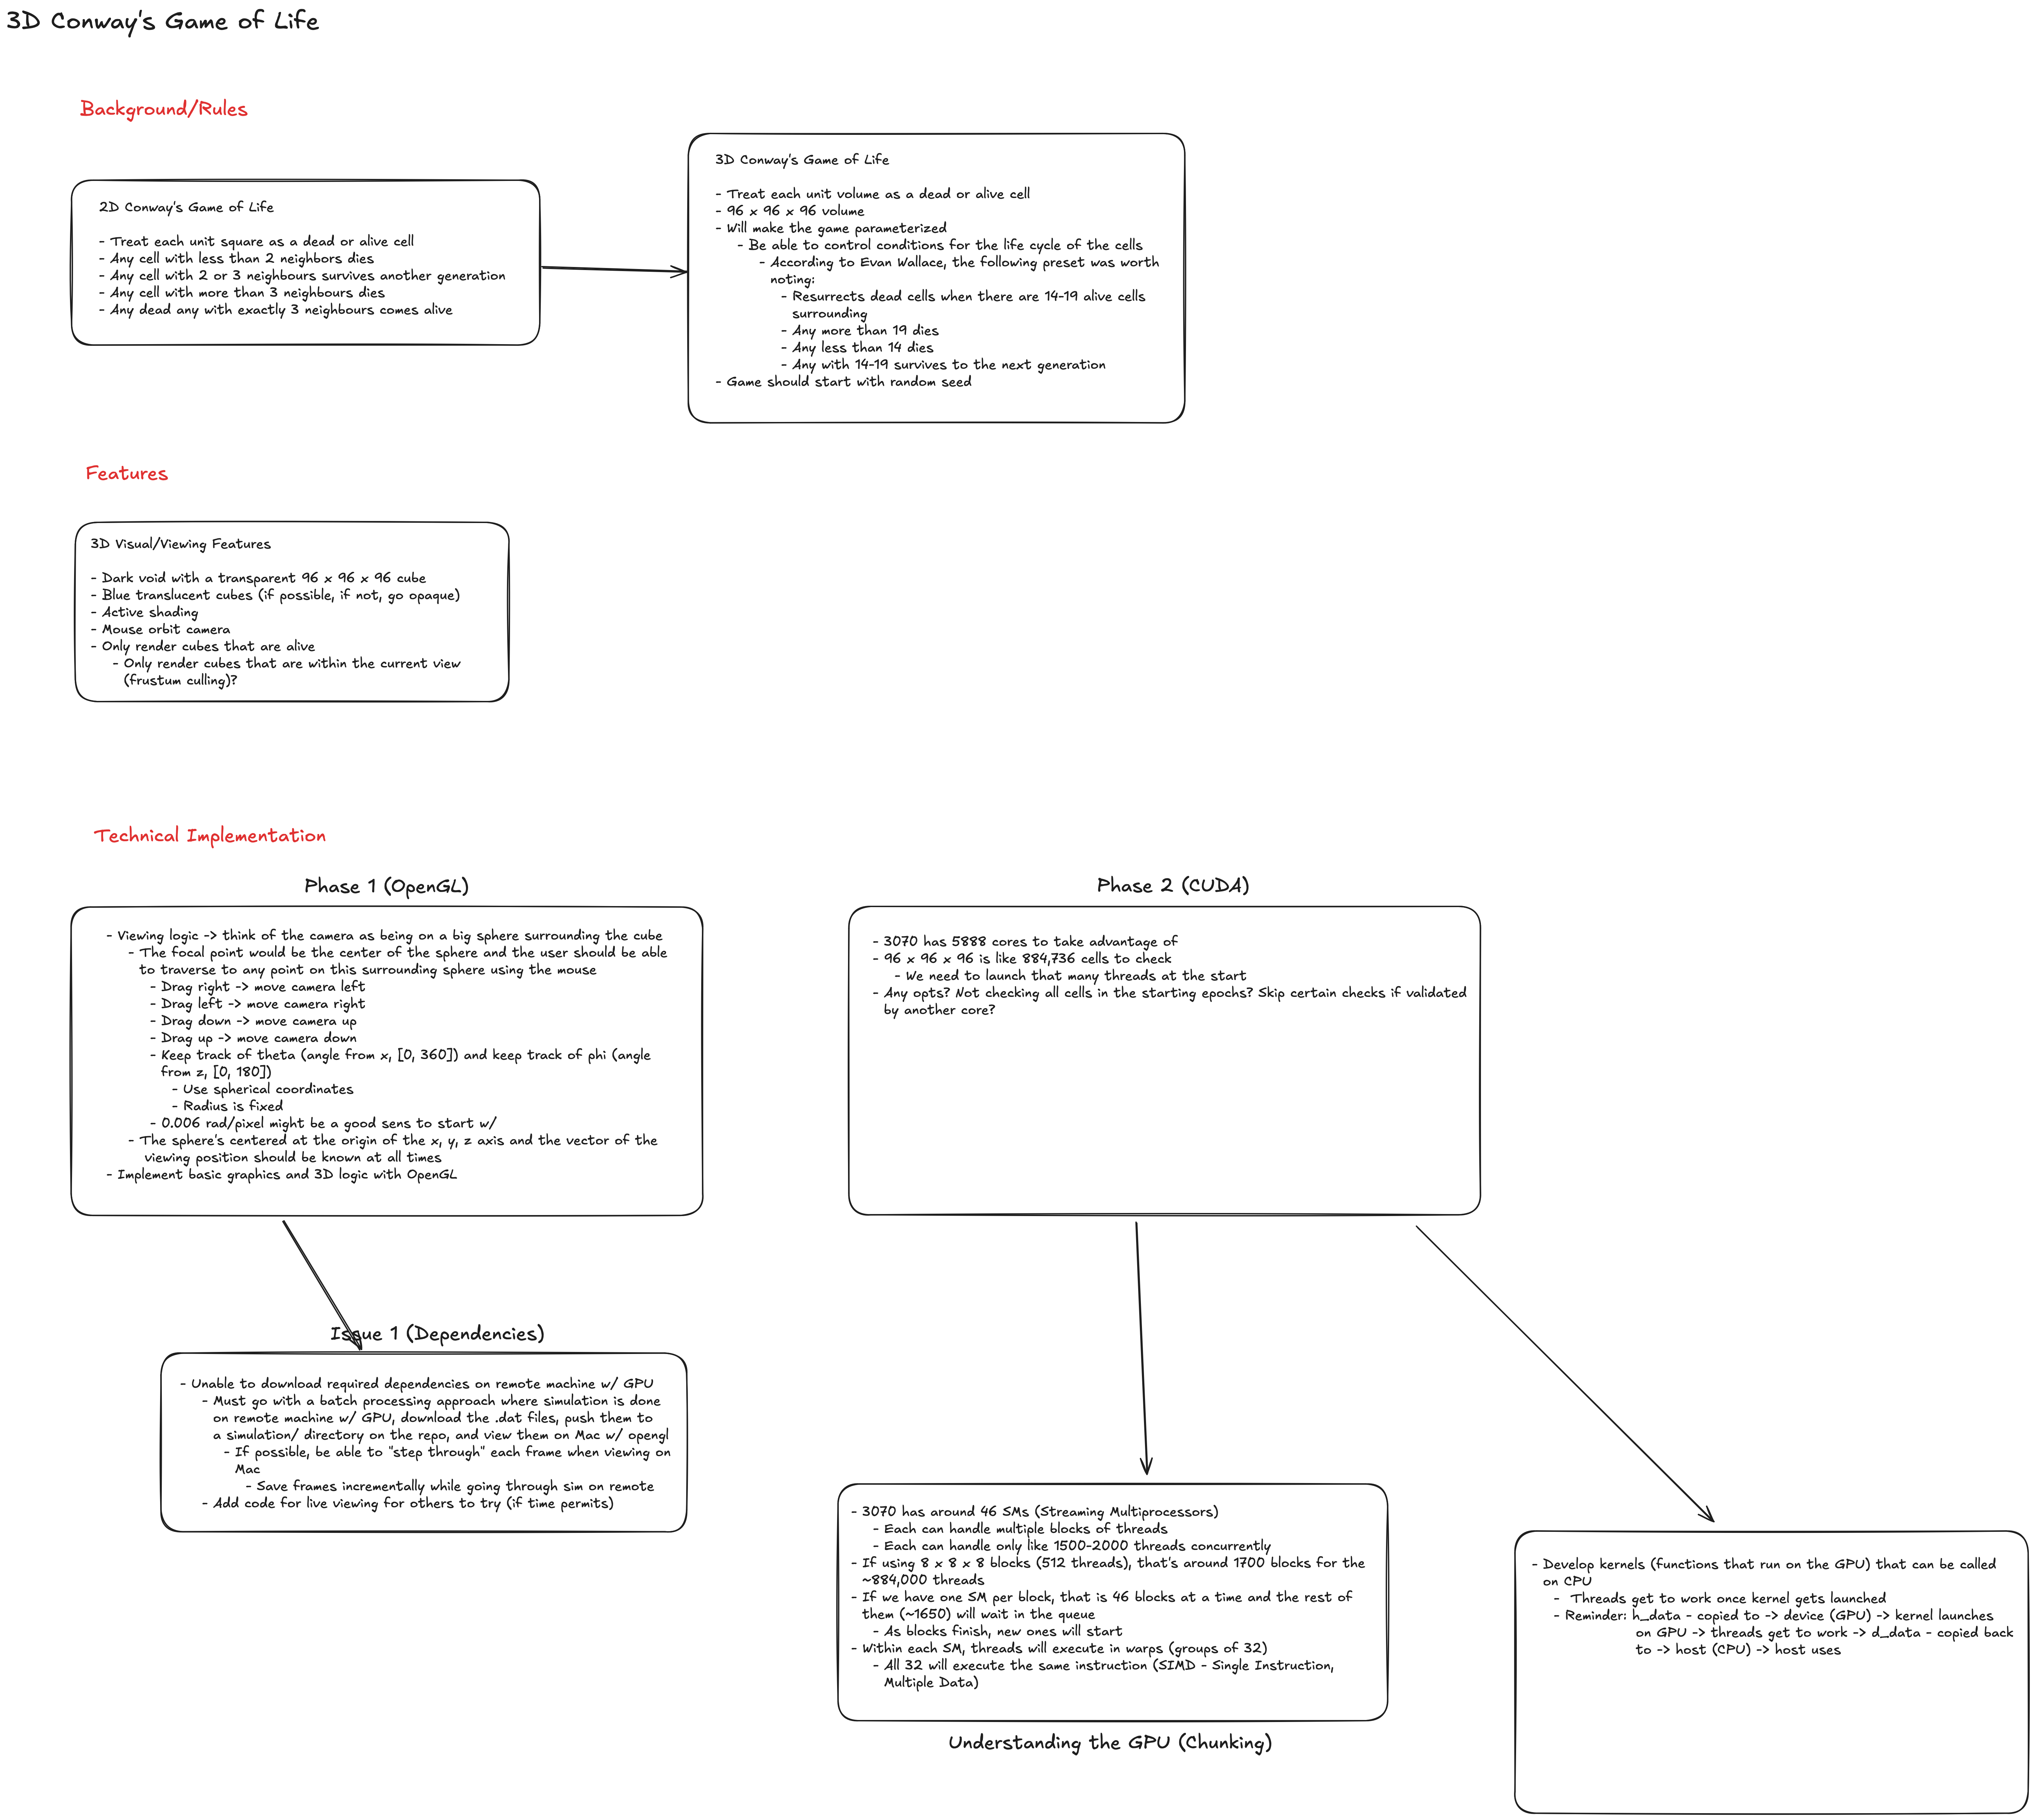 3D Conway's Game of Life
Background/Rules
2D Conway's Game of Life
- Treat each unit square as a dead or alive cell
- Any cell with less than 2 neighbors dies
- Any cell with 2 or 3 neighbours survives another generation
- Any cell with more than 3 neighbours dies
- Any dead any with exactly 3 neighbours comes alive
3D Conway's Game of Life
- Treat each unit volume as a dead or alive cell
- 96 x 96 x 96 volume
- Will make the game parameterized
- Be able to control conditions for the life cycle of the cells
- According to Evan Wallace, the following preset was worth
noting:
- Resurrects dead cells when there are 14-19 alive cells
surrounding
- Any more than 19 dies
- Any less than 14 dies
- Any with 14-19 survives to the next generation
- Game should start with random seed
Features
3D Visual/Viewing Features
- Dark void with a transparent 96 x 96 x 96 cube
- Blue translucent cubes (if possible, if not, go opaque)
- Active shading
- Mouse orbit camera
- Only render cubes that are alive
- Only render cubes that are within the current view
(frustum culling)?
Technical Implementation
Phase 1 (OpenGL)
- Viewing logic -> think of the camera as being on a big sphere surrounding the cube
- The focal point would be the center of the sphere and the user should be able
to traverse to any point on this surrounding sphere using the mouse
- Drag right -> move camera left
- Drag left -> move camera right
- Drag down -> move camera up
- Drag up -> move camera down
- Keep track of theta (angle from x, [0, 360]) and keep track of phi (angle
from z, [0, 180])
- Use spherical coordinates
- Radius is fixed
- 0.006 rad/pixel might be a good sens to start w/
- The sphere's centered at the origin of the x, y, z axis and the vector of the
viewing position should be known at all times
- Implement basic graphics and 3D logic with OpenGL
Phase 2 (CUDA)
- 3070 has 5888 cores to take advantage of
- 96 x 96 x 96 is like 884,736 cells to check
- We need to launch that many threads at the start
- Any opts? Not checking all cells in the starting epochs? Skip certain checks if validated
by another core?
Issue 1 (Dependencies)
- Unable to download required dependencies on remote machine w/ GPU
- Must go with a batch processing approach where simulation is done
on remote machine w/ GPU, download the .dat files, push them to
a simulation/ directory on the repo, and view them on Mac w/ opengl
- If possible, be able to "step through" each frame when viewing on
Mac
- Save frames incrementally while going through sim on remote
- Add code for live viewing for others to try (if time permits)
- 3070 has around 46 SMs (Streaming Multiprocessors)
- Each can handle multiple blocks of threads
- Each can handle only like 1500-2000 threads concurrently
- If using 8 x 8 x 8 blocks (512 threads), that's around 1700 blocks for the
~884,000 threads
- If we have one SM per block, that is 46 blocks at a time and the rest of
them (~1650) will wait in the queue
- As blocks finish, new ones will start
- Within each SM, threads will execute in warps (groups of 32)
- All 32 will execute the same instruction (SIMD - Single Instruction,
Multiple Data)
Understanding the GPU (Chunking)
- Develop kernels (functions that run on the GPU) that can be called
on CPU
- Threads get to work once kernel gets launched
- Reminder: h_data - copied to -> device (GPU) -> kernel launches
on GPU -> threads get to work -> d_data - copied back
to -> host (CPU) -> host uses